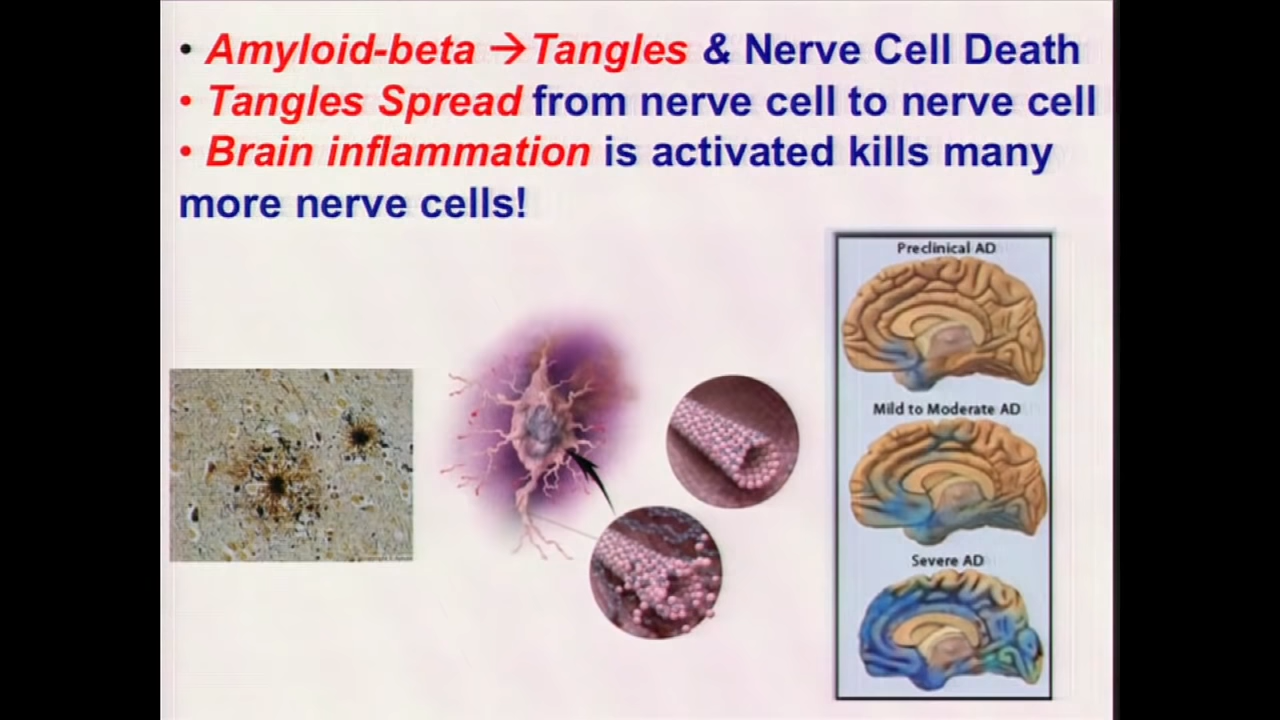 • Amyloid-beta →Tangles & Nerve Cell Death
• Tangles Spread from nerve cell to nerve cell
• Brain inflammation is activated kills many
more nerve cells!
Preclinical AD
Mild to Moderate AD
Severe AD